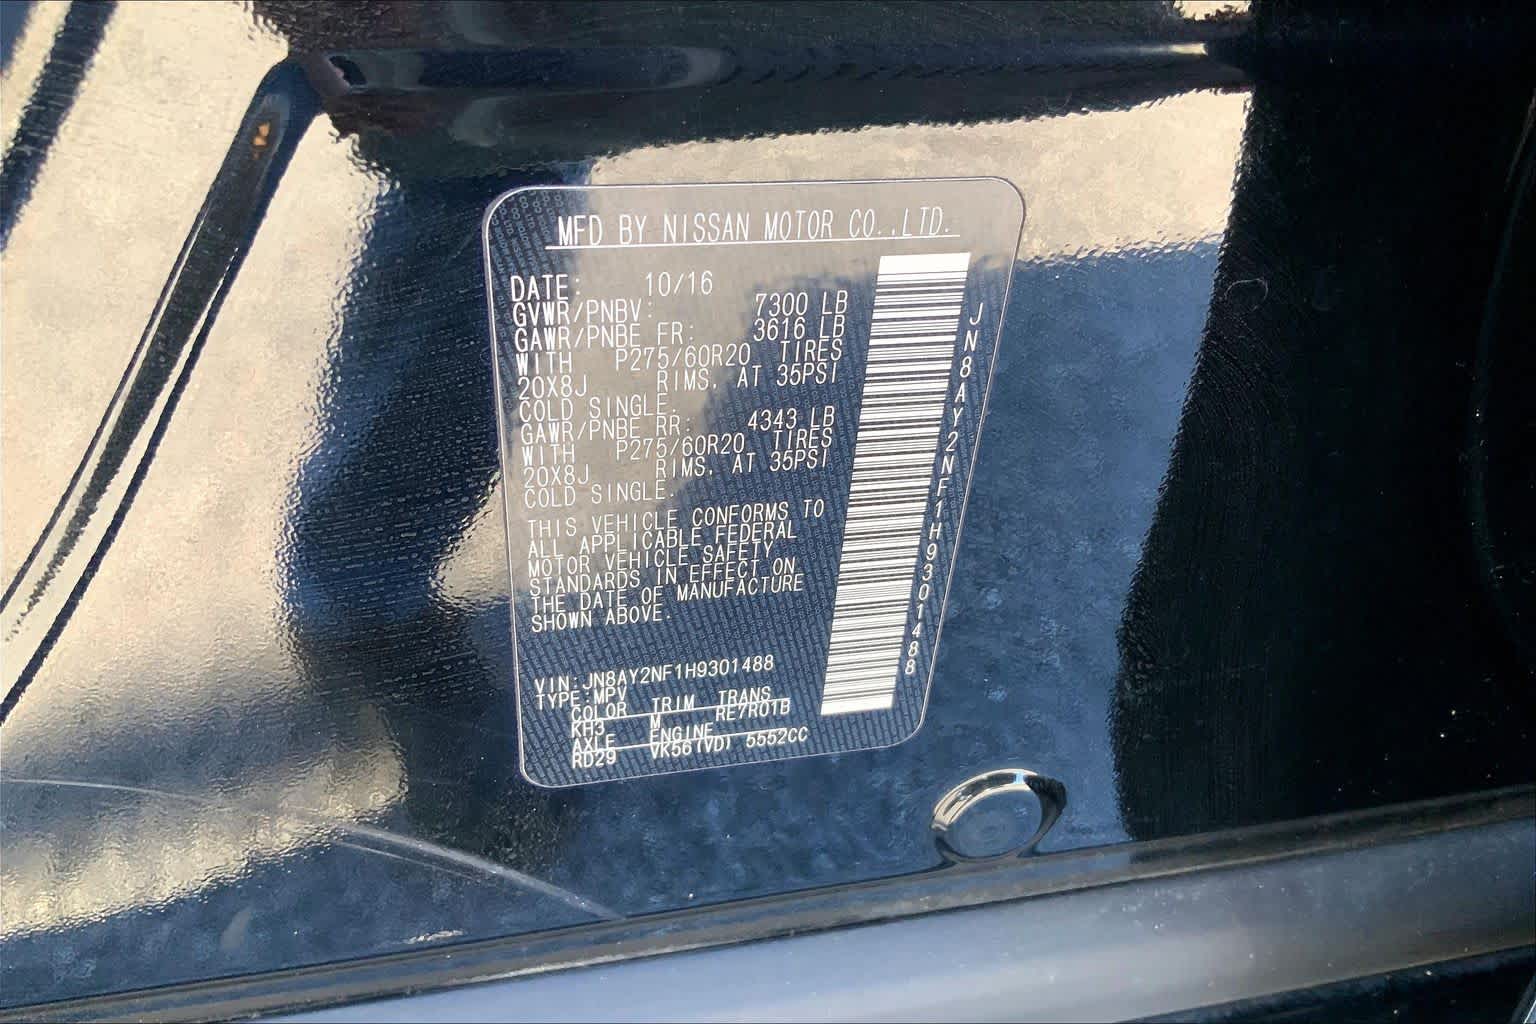 MFD BY NISSAN MOTOR CO.,LTD.
DATE: 10/16
GVWR/PNBV: 7300 LB
GAWR/PNBE FR: 3616 LB
WITH P275/60R20 TIRES
20X8J RIMS, AT 35PSI
COLD SINGLE.
GAWR/PNBE RR: 4343 LB
WITH P275/60R20 TIRES
20X8J RIMS, AT 35PSI
COLD SINGLE.
THIS VEHICLE CONFORMS TO
ALL APPLICABLE FEDERAL
MOTOR VEHICLE SAFETY
STANDARDS IN EFFECT ON
THE DATE OF MANUFACTURE
SHOWN ABOVE.
VIN:JN8AY2NF1H9301488
TYPE:MPV
COLOR TRIM TRANS
KH3 M RE7R01B
AXLE ENGINE
RD29 VK56(VD) 5552CC
JN8AY2NF1H9301488